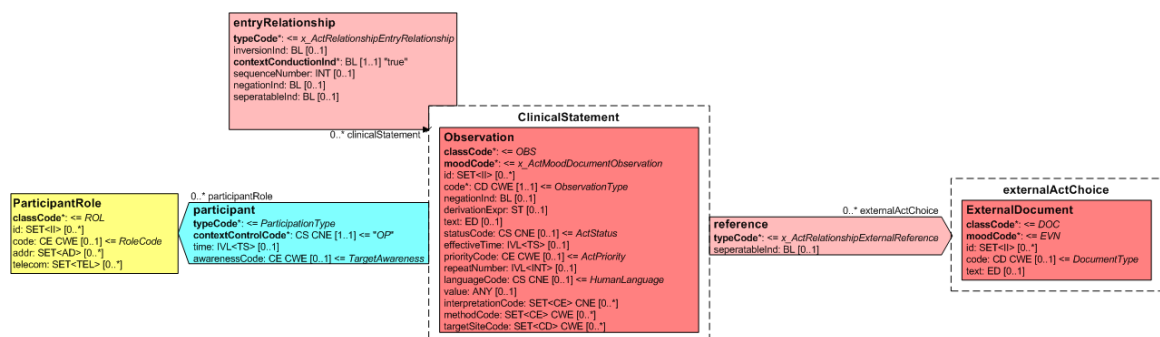 entryRelationship
typeCode*: <= x_ActRelationshipEntryRelationship
inversionInd: BL [0..1]
contextConductionInd*: BL [1..1] "true"
sequenceNumber: INT [0..1]
negationInd: BL [0..1]
seperatableInd: BL [0..1]
0..* clinicalStatement
ClinicalStatement
Observation
classCode*: <= OBS
moodCode*: <= x_ActMoodDocumentObservation
id: SET<II> [0..*]
code*: CD CWE [1..1] <= ObservationType
negationInd: BL [0..1]
derivationExpr: ST [0..1]
text: ED [0..1]
statusCode: CS CNE [0..1] <= ActStatus
effectiveTime: IVL<TS> [0..1]
priorityCode: CE CWE [0..1] <= ActPriority
repeatNumber: IVL<INT> [0..1]
languageCode: CS CNE [0..1] <= HumanLanguage
value: ANY [0..1]
interpretationCode: SET<CE> CNE [0..*]
methodCode: SET<CE> CWE [0..*]
targetSiteCode: SET<CD> CWE [0..*]
ParticipantRole
classCode*: <= ROL
id: SET<II> [0..*]
code: CE CWE [0..1] <= RoleCode
addr: SET<AD> [0..*]
telecom: SET<TEL> [0..*]
0..* participantRole
participant
typeCode*: <= ParticipationType
contextControlCode*: CS CNE [1..1] <= "OP"
time: IVL<TS> [0..1]
awarenessCode: CE CWE [0..1] <= TargetAwareness
0..* externalActChoice
reference
typeCode*: <= x_ActRelationshipExternalReference
seperatableInd: BL [0..1]
externalActChoice
ExternalDocument
classCode*: <= DOC
moodCode*: <= EVN
id: SET<II> [0..*]
code: CD CWE [0..1] <= DocumentType
text: ED [0..1]